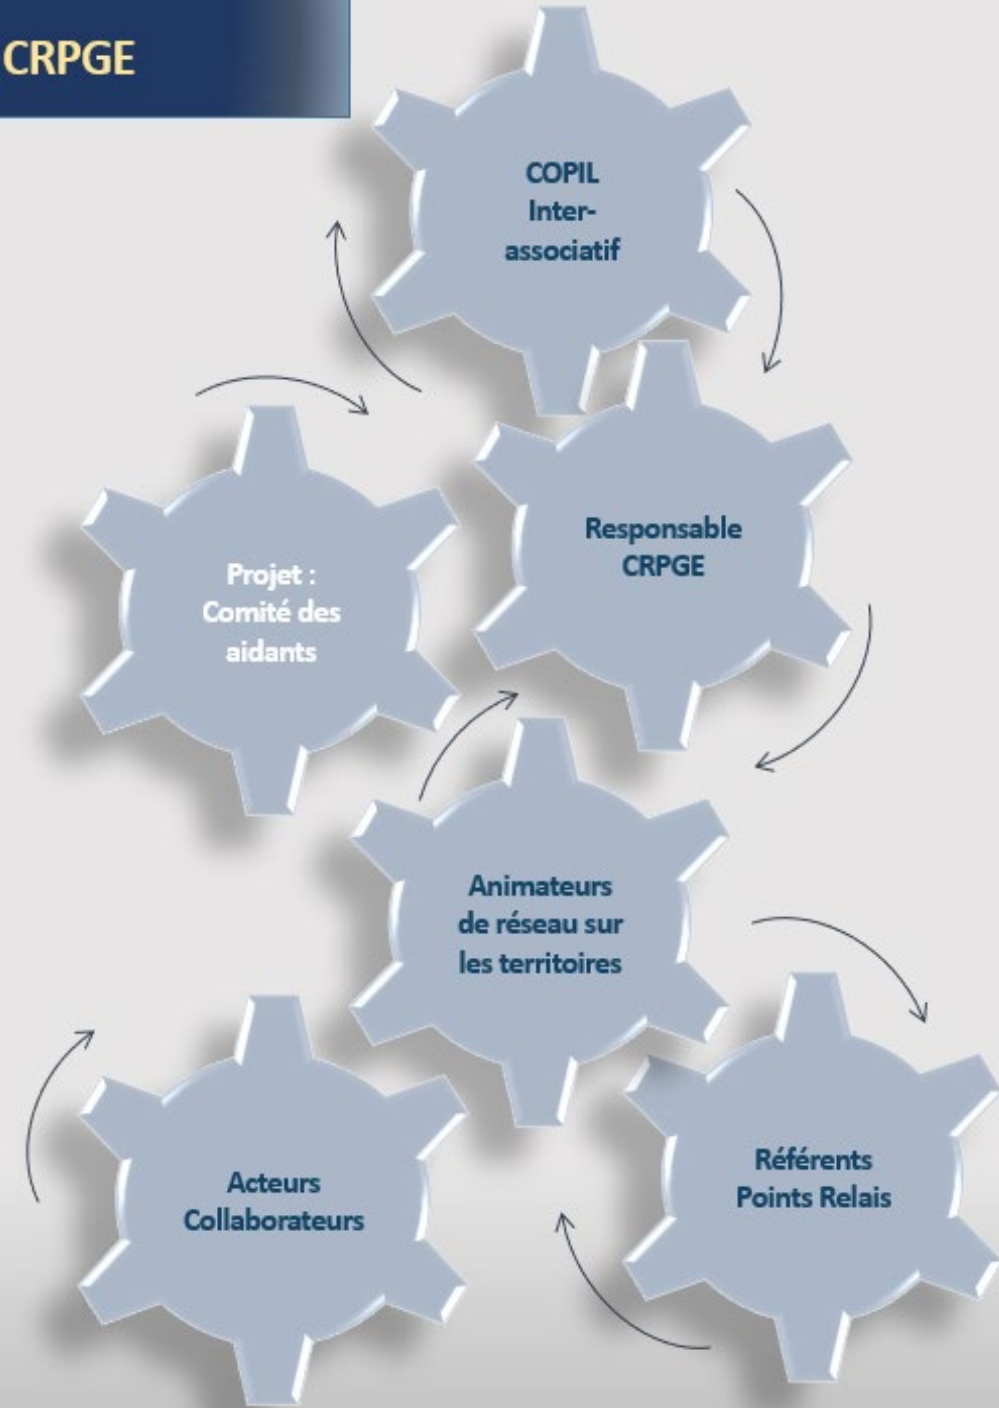 CRPGE
COPIL
Inter-
associatif
Responsable
CRPGE
Projet :
Comité des
aidants
Animateurs
de réseau sur
les territoires
Acteurs
Collaborateurs
Référents
Points Relais